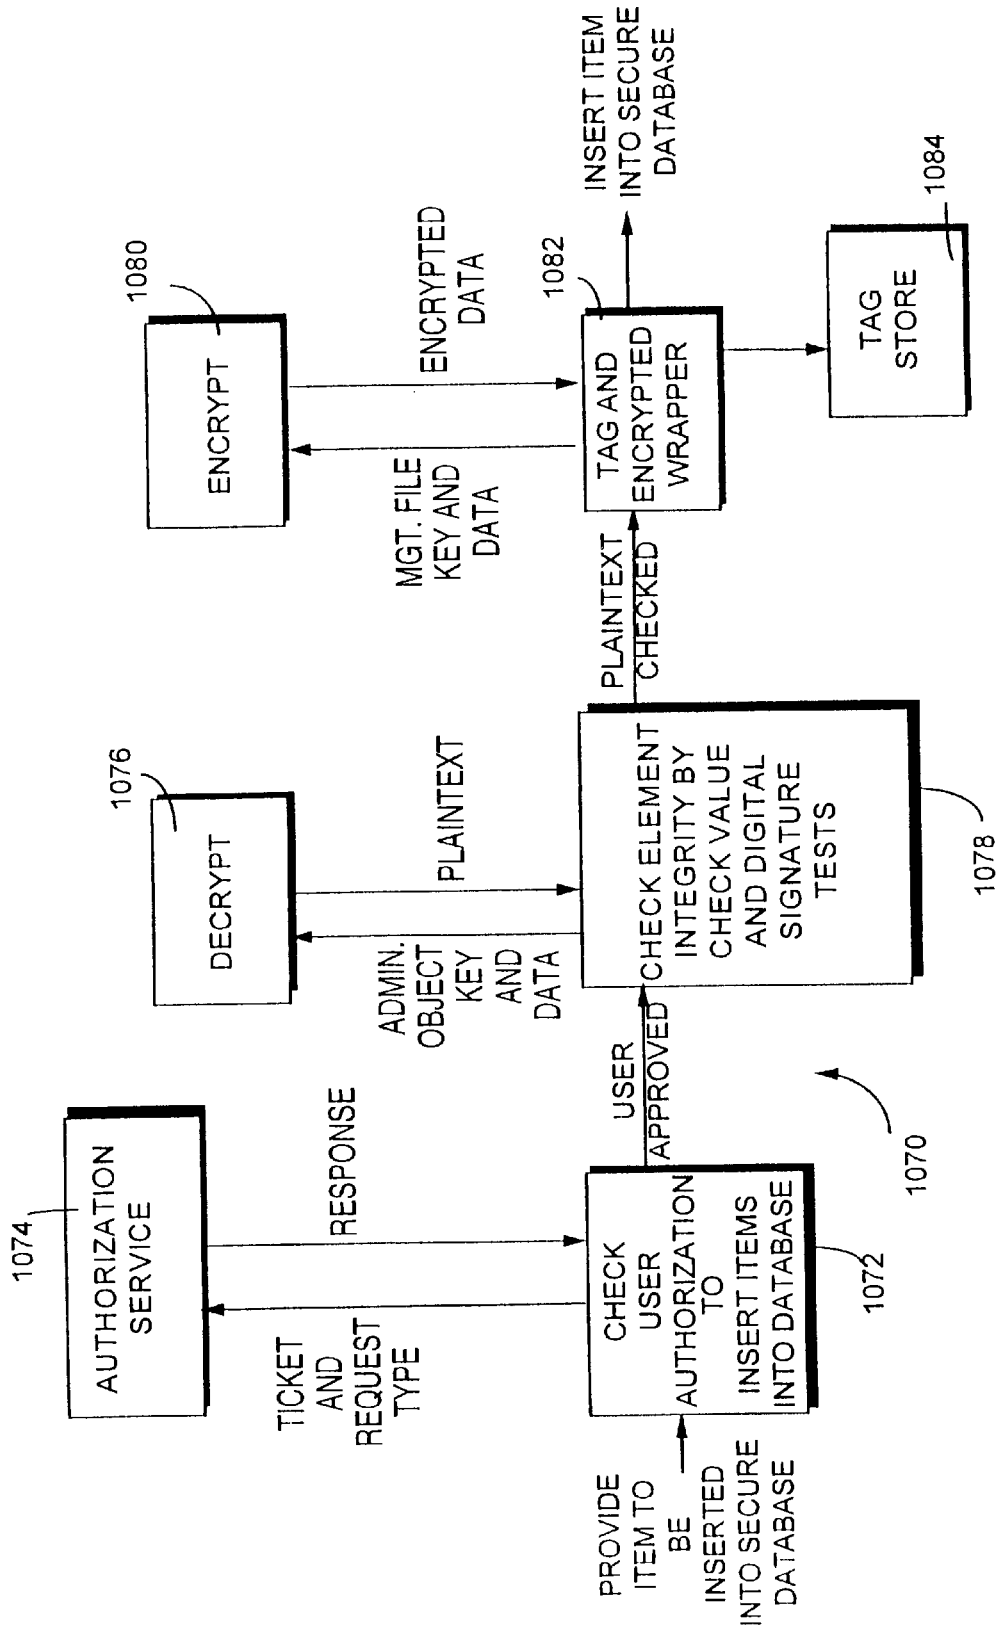 1074
AUTHORIZATION
SERVICE
TICKET
AND
REQUEST
TYPE
RESPONSE
PROVIDE
ITEM TO
BE
INSERTED
INTO SECURE
DATABASE
CHECK
USER
AUTHORIZATION
TO
INSERT ITEMS
INTO DATABASE
1072
USER
APPROVED
1070
1076
DECRYPT
ADMIN.
OBJECT
KEY
AND
DATA
PLAINTEXT
CHECK ELEMENT
INTEGRITY BY
CHECK VALUE
AND DIGITAL
SIGNATURE
TESTS
1078
PLAINTEXT
CHECKED
1080
ENCRYPT
MGT. FILE
KEY AND
DATA
ENCRYPTED
DATA
1082
TAG AND
ENCRYPTED
WRAPPER
INSERT ITEM
INTO SECURE
DATABASE
TAG
STORE
1084